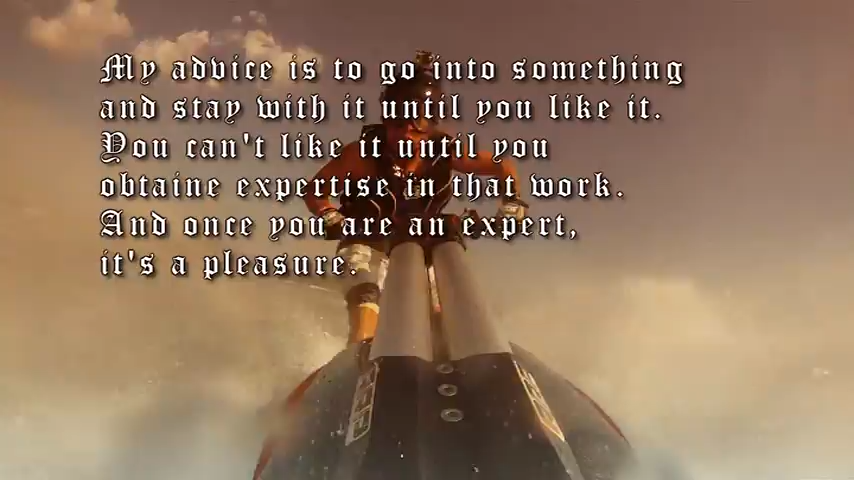 My advice is to go into something
and stay with it until you like it.
You can't like it until you
obtaine expertise in that work.
And once you are an expert,
it's a pleasure.